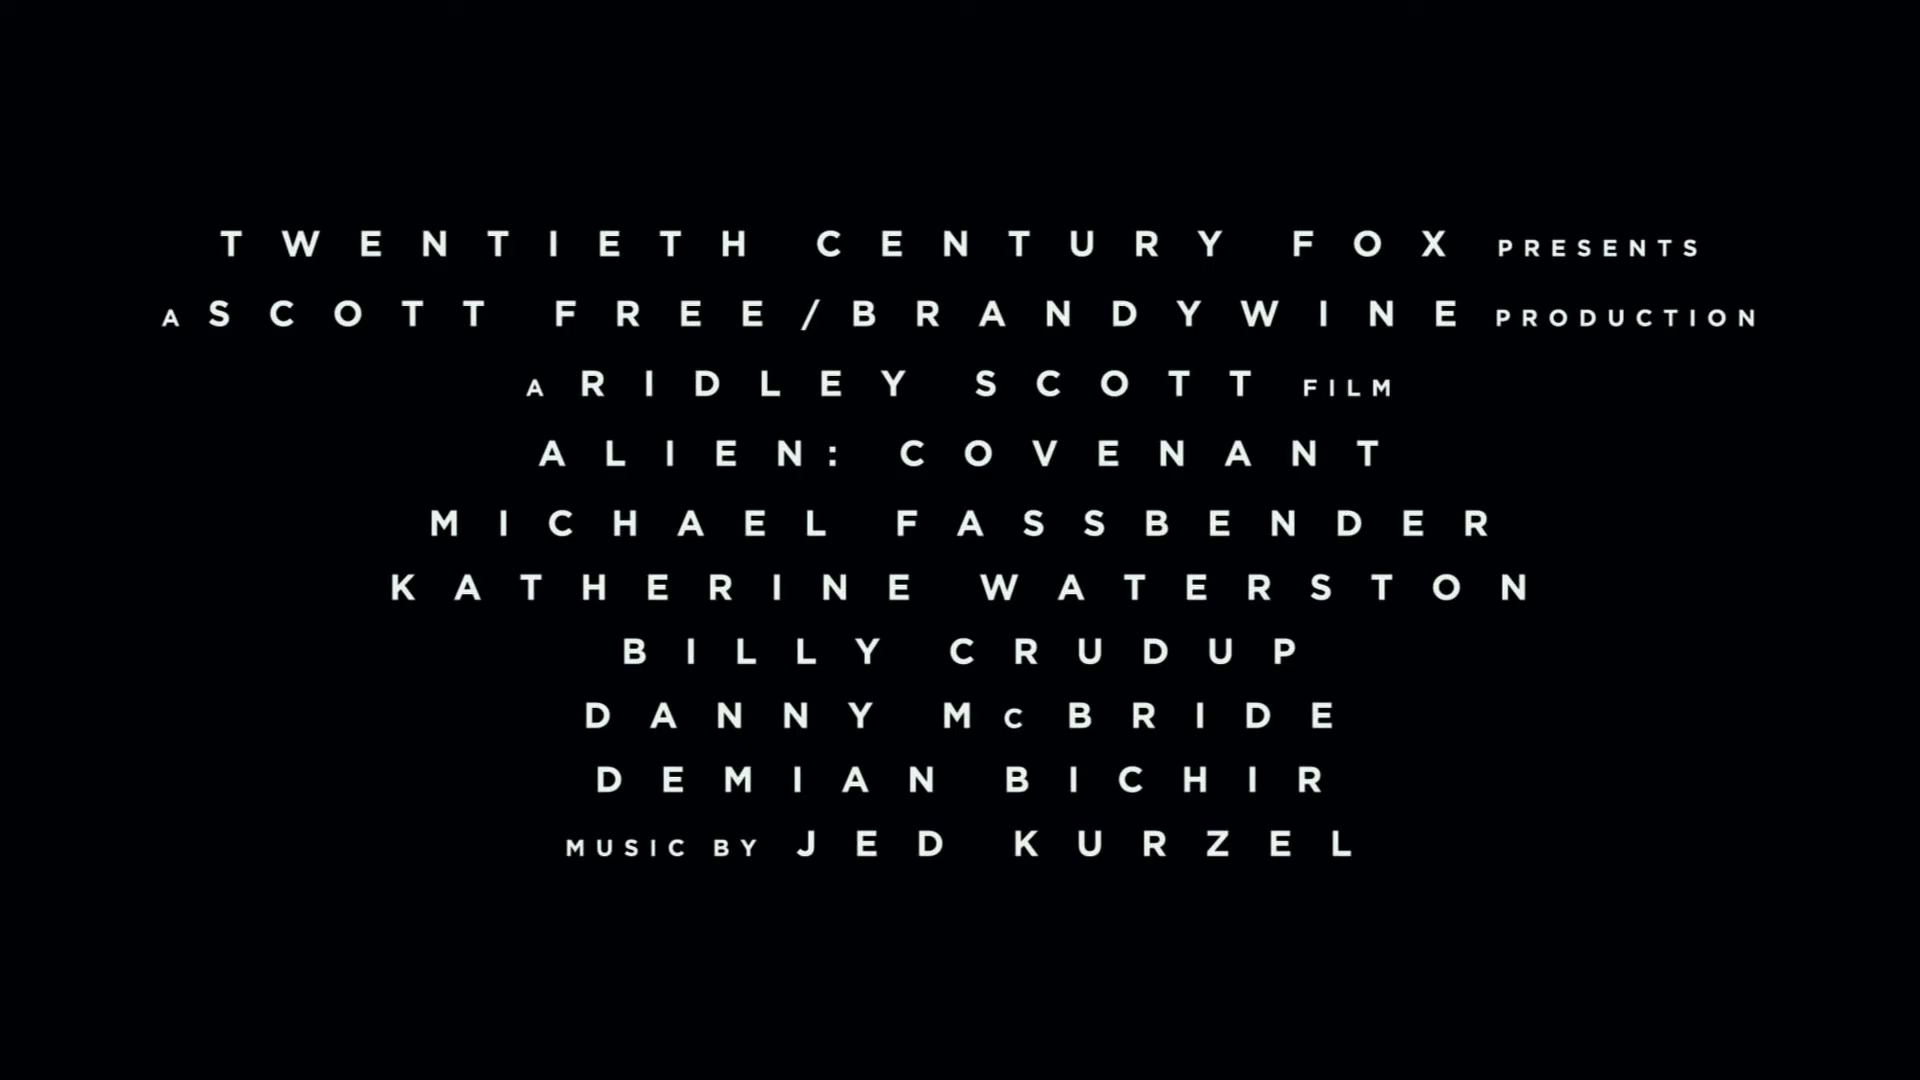 TWENTIETH CENTURY FOX PRESENTS
A SCOTT FREE/BRANDYWINE PRODUCTION
A RIDLEY SCOTT FILM
ALIEN: COVENANT
MICHAEL FASSBENDER
KATHERINE WATERSTON
BILLY CRUDUP
DANNY McBRIDE
DEMIAN BICHIR
MUSIC BY JED KURZEL